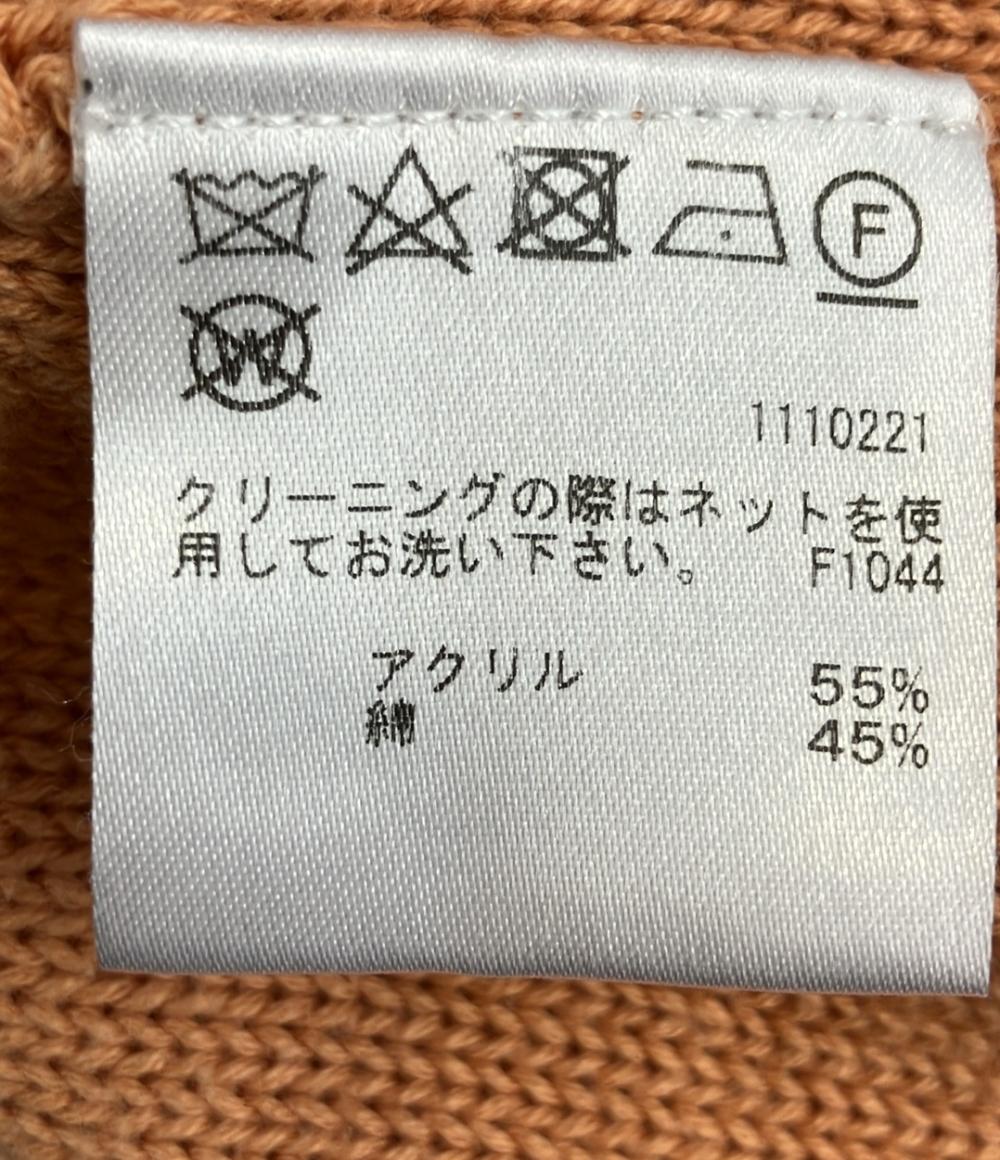 F
W
1110221
クリーニングの際はネットを使
用してお洗い下さい。 F1044
アクリル 55%
綿 45%